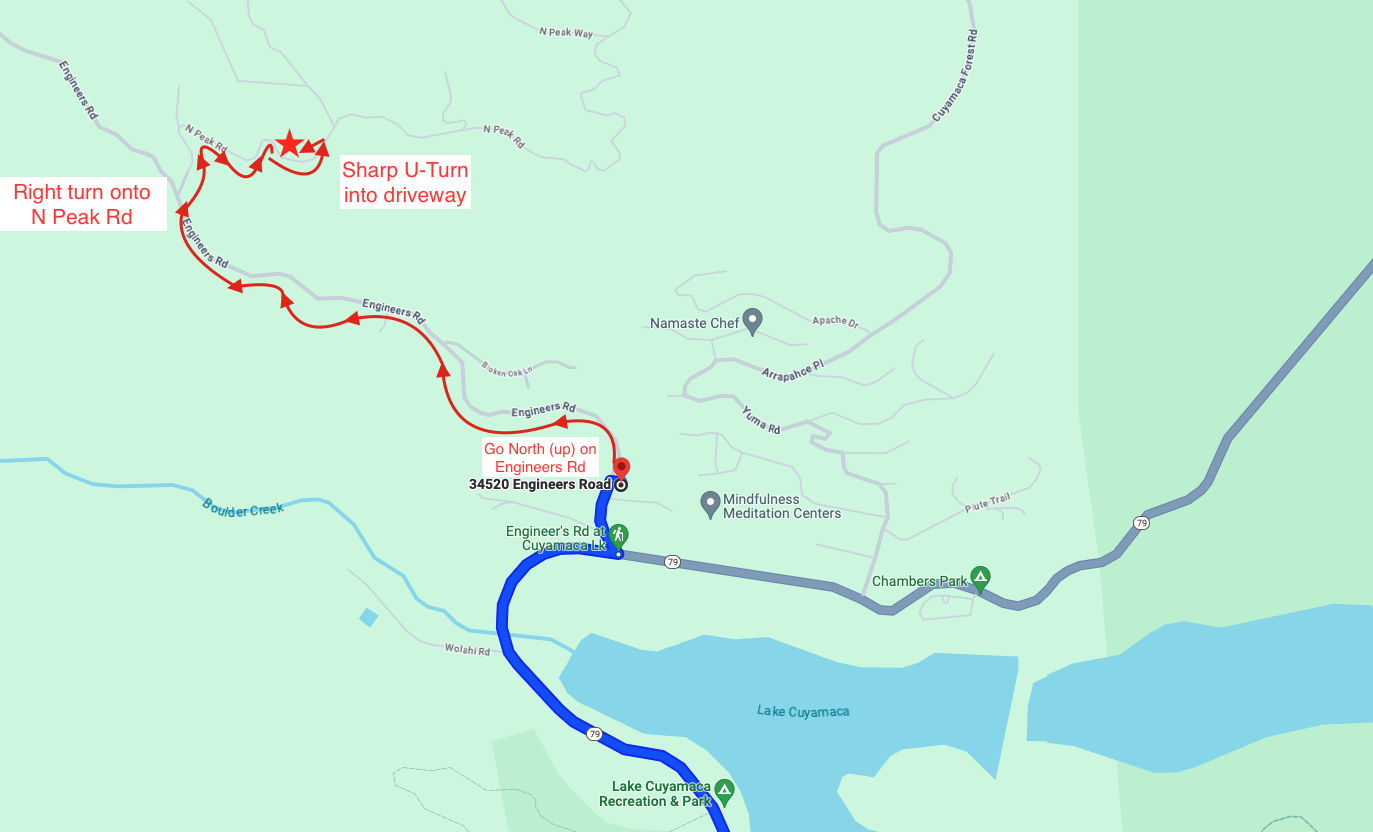 N Peak Way
Cuyamaca Forest Rd
Engineers Rd
N Peak Rd
N Peak Rd
Sharp U-Turn
into driveway
Right turn onto
N Peak Rd
Engineers Rd
Engineers Rd
Namaste Chef
Apache Dr
Broken Oak Ln
Arrapahoe Pl
Engineers Rd
Yuma Rd
Go North (up) on
Engineers Rd
34520 Engineers Road
Mindfulness
Meditation Centers
Piute Trail
Boulder Creek
79
Engineer's Rd at
Cuyamaca Lk
79
Chambers Park
Wolahi Rd
Lake Cuyamaca
79
Lake Cuyamaca
Recreation & Park